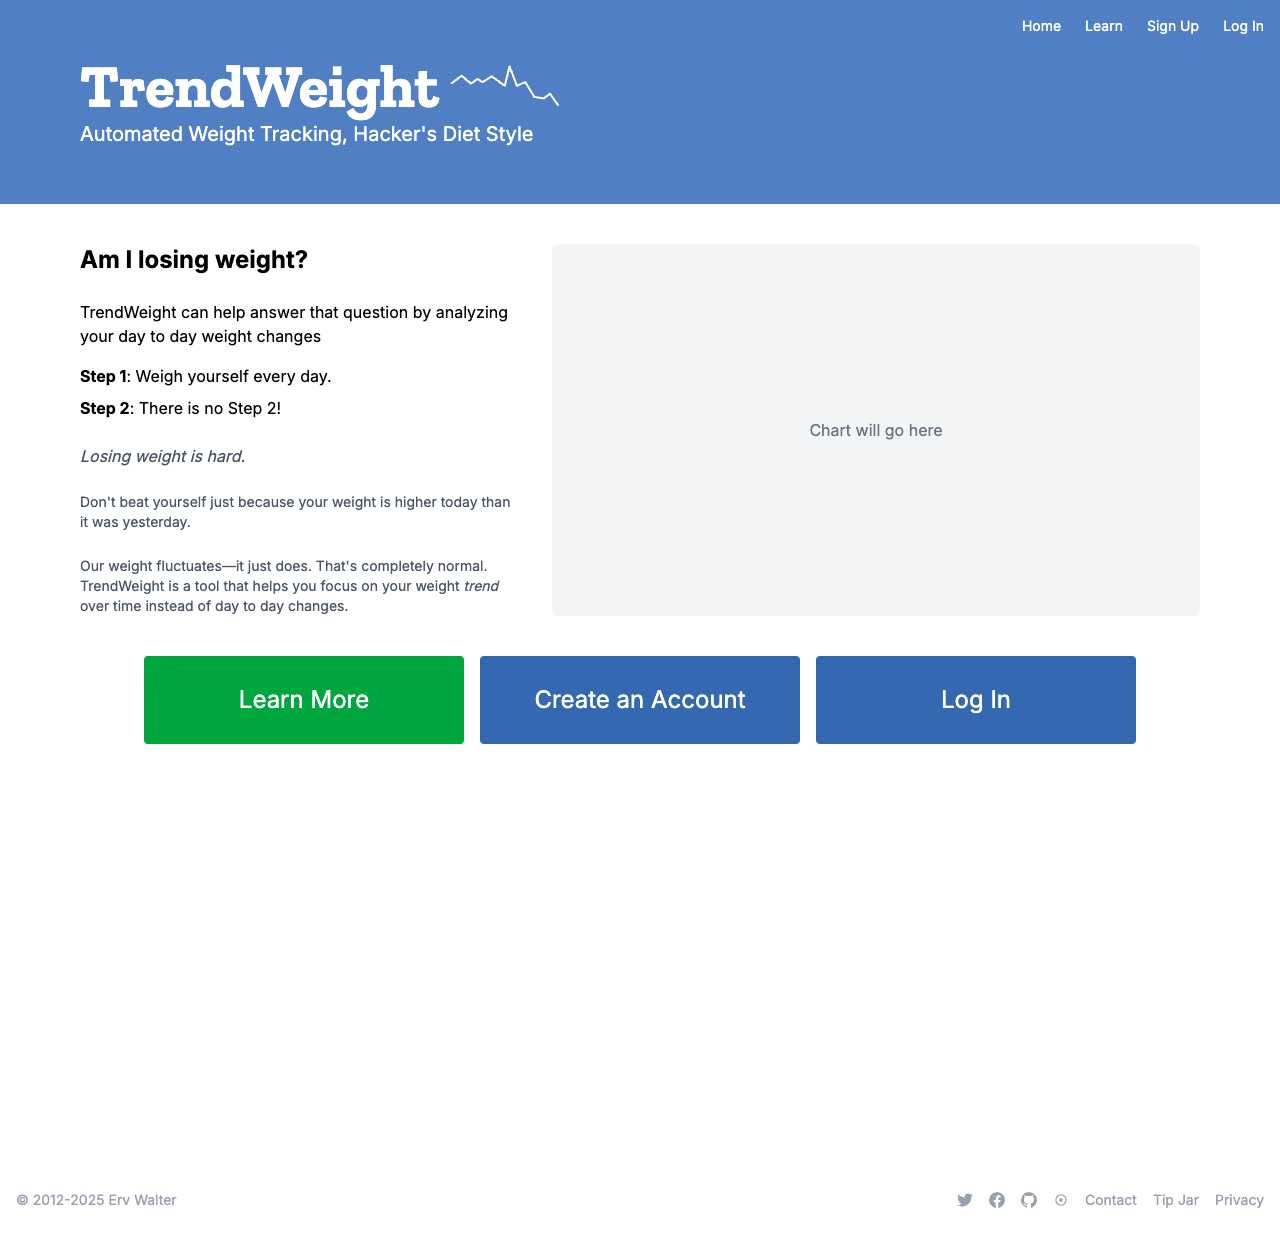 Home Learn Sign Up Log In
TrendWeight
Automated Weight Tracking, Hacker's Diet Style
Am I losing weight?
TrendWeight can help answer that question by analyzing
your day to day weight changes
Step 1: Weigh yourself every day.
Step 2: There is no Step 2!
Losing weight is hard.
Don't beat yourself just because your weight is higher today than
it was yesterday.
Our weight fluctuates—it just does. That's completely normal.
TrendWeight is a tool that helps you focus on your weight trend
over time instead of day to day changes.
Chart will go here
Learn More
Create an Account
Log In
© 2012-2025 Erv Walter
Contact Tip Jar Privacy